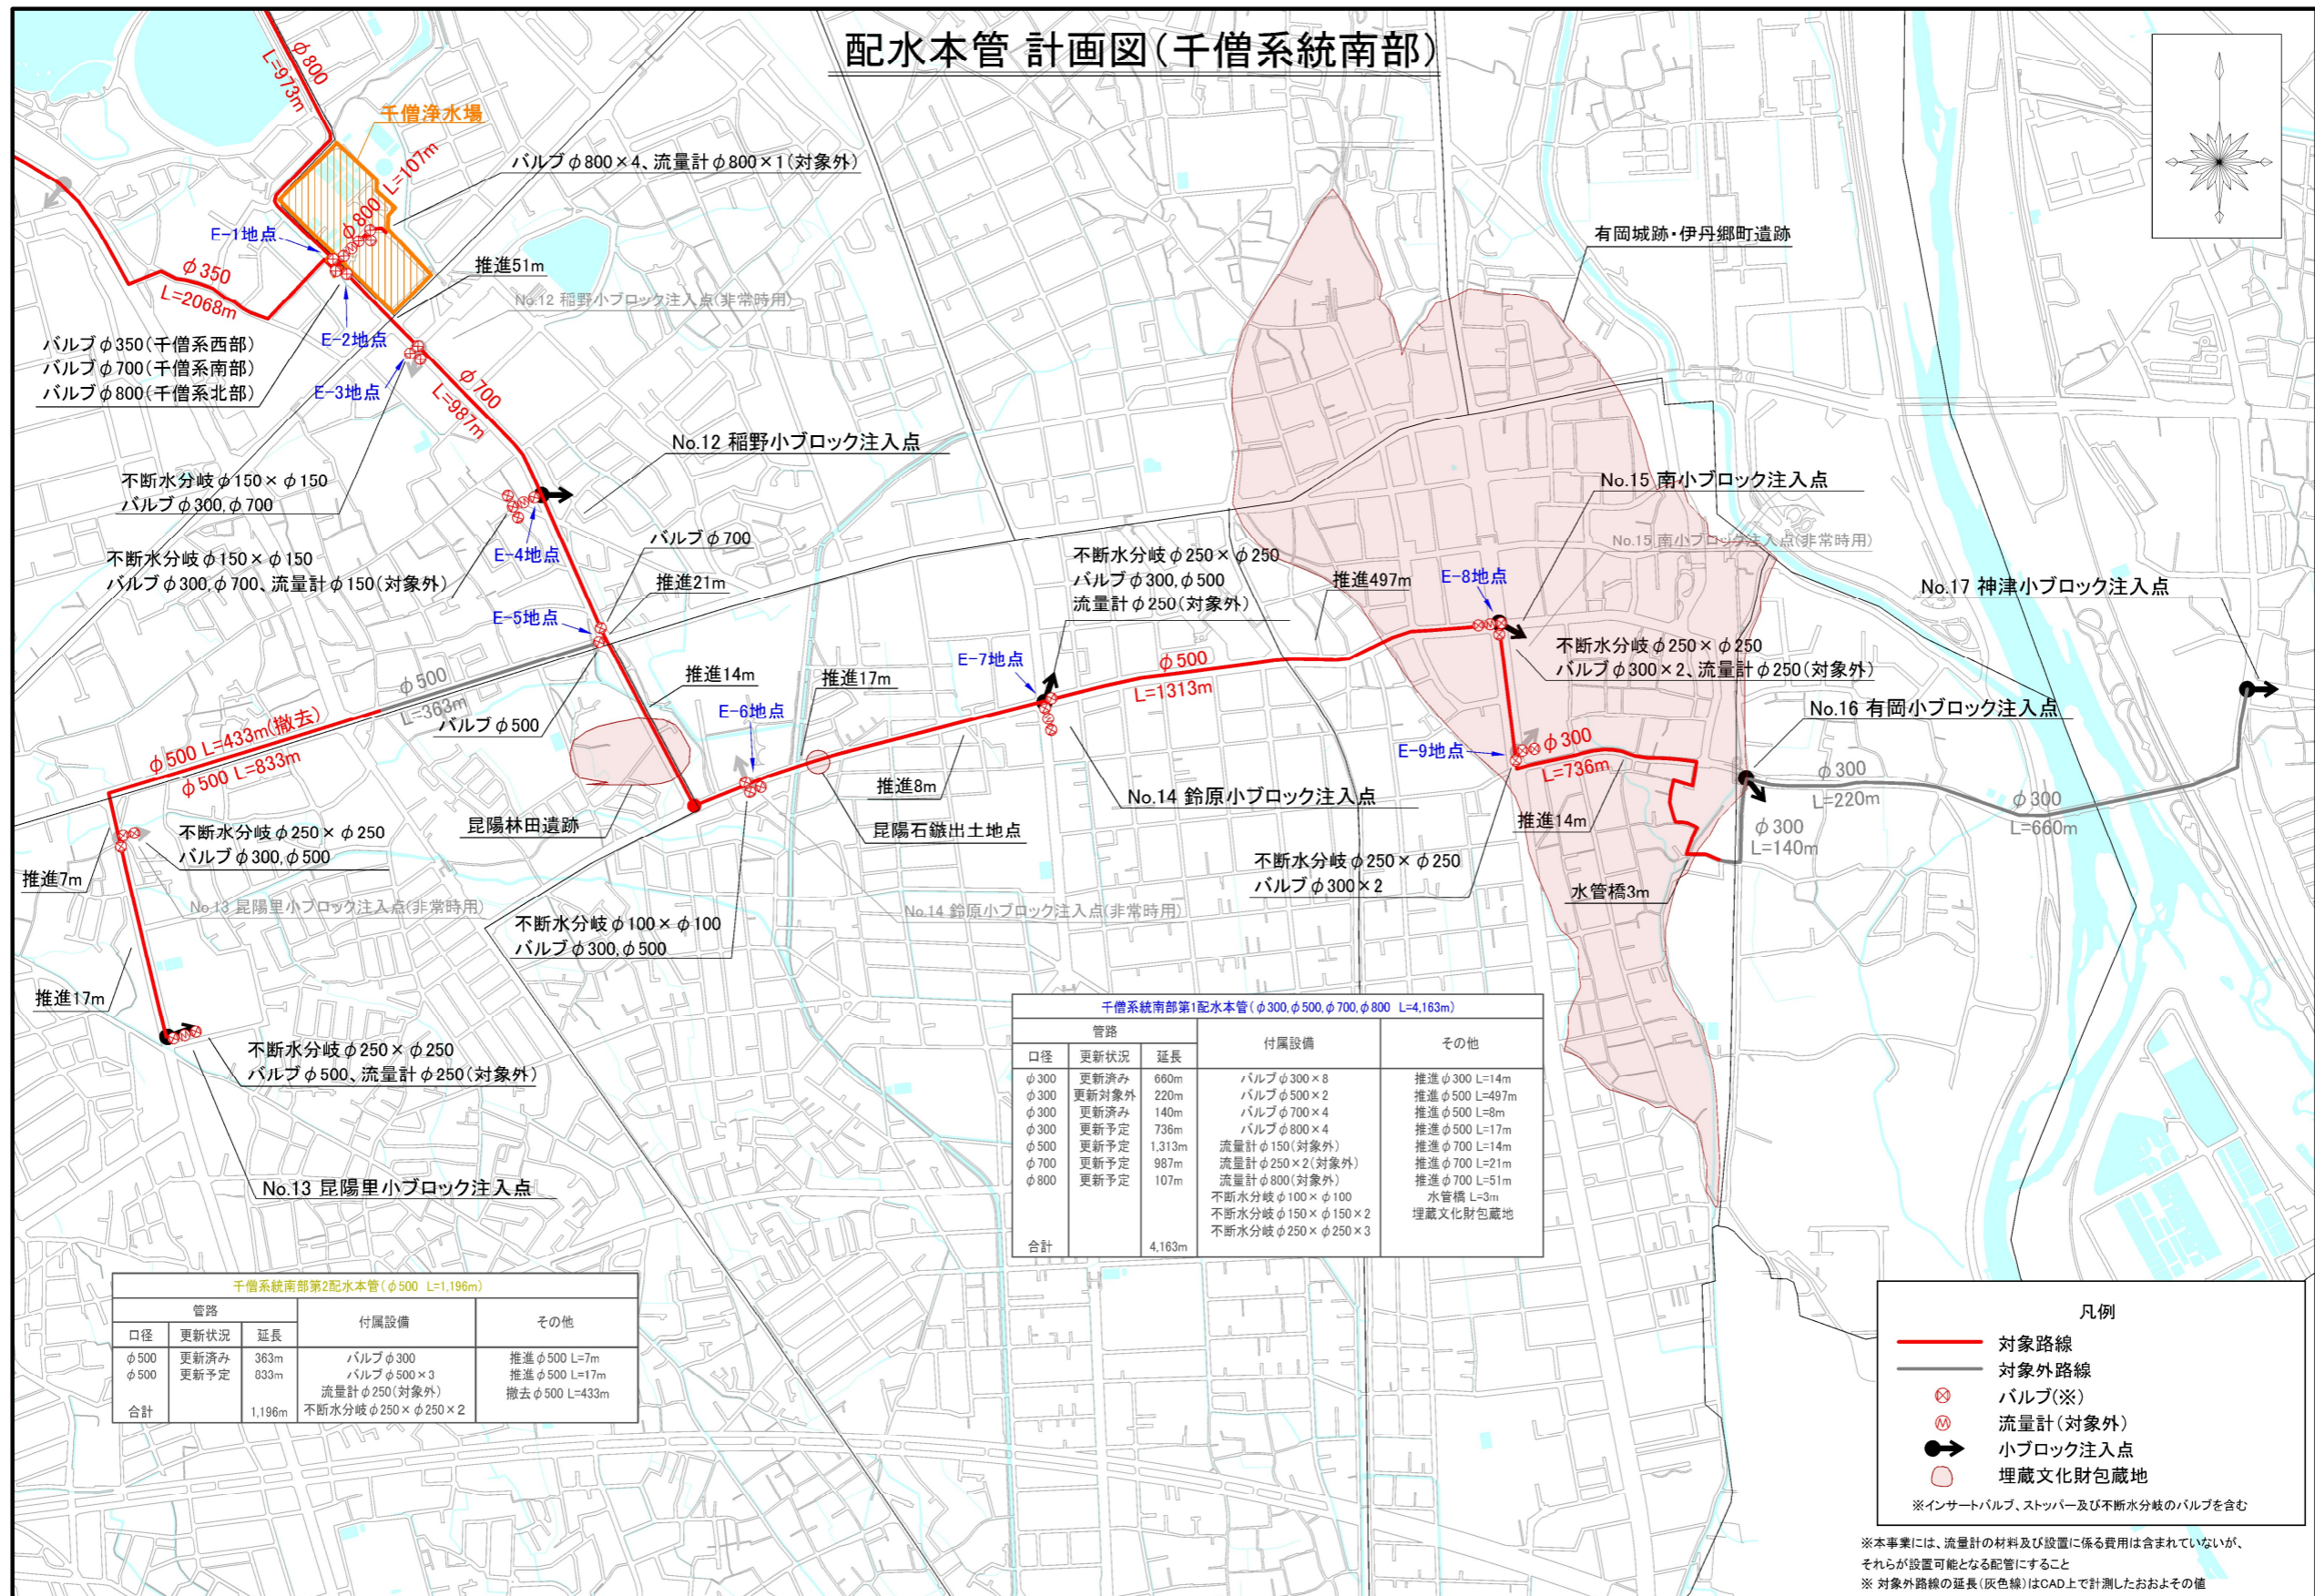 配水本管 計画図(千僧系統南部)
φ800
L=973m
千僧浄水場
φ800 L=107m
バルブφ800×4、流量計φ800×1(対象外)
E-1地点
推進51m
No.12 稲野小ブロック注入点(非常時用)
φ350
L=2068m
E-2地点
バルブφ350(千僧系西部)
バルブφ700(千僧系南部)
バルブφ800(千僧系北部)
E-3地点
φ700
L=987m
有岡城跡・伊丹郷町遺跡
No.12 稲野小ブロック注入点
不断水分岐φ150×φ150
バルブφ300,φ700
No.15 南小ブロック注入点
No.15 南小ブロック注入点(非常時用)
不断水分岐φ150×φ150
バルブφ300,φ700、流量計φ150(対象外)
E-4地点
バルブφ700
推進21m
E-5地点
不断水分岐φ250×φ250
バルブφ300,φ500
流量計φ250(対象外)
推進497m
E-8地点
No.17 神津小ブロック注入点
不断水分岐φ250×φ250
バルブφ300×2、流量計φ250(対象外)
φ500
L=363m
バルブφ500
推進14m
E-6地点
推進17m
E-7地点
φ500
L=1313m
No.16 有岡小ブロック注入点
φ500 L=433m(撤去)
φ500 L=833m
E-9地点
φ300
L=736m
φ300
L=220m
φ300
L=660m
φ300
L=140m
推進8m
No.14 鈴原小ブロック注入点
昆陽林田遺跡
昆陽石鏃出土地点
推進14m
不断水分岐φ250×φ250
バルブφ300,φ500
推進7m
不断水分岐φ250×φ250
バルブφ300×2
水管橋3m
No.13 昆陽里小ブロック注入点(非常時用)
No.14 鈴原小ブロック注入点(非常時用)
不断水分岐φ100×φ100
バルブφ300,φ500
推進17m
不断水分岐φ250×φ250
バルブφ500、流量計φ250(対象外)
No.13 昆陽里小ブロック注入点
千僧系統南部第1配水本管(φ300,φ500,φ700,φ800 L=4,163m)
管路 付属設備 その他
口径 更新状況 延長
φ300 更新済み 660m バルブφ300×8 推進φ300 L=14m
φ300 更新対象外 220m バルブφ500×2 推進φ500 L=497m
φ300 更新済み 140m バルブφ700×4 推進φ500 L=8m
φ300 更新予定 736m バルブφ800×4 推進φ500 L=17m
φ500 更新予定 1,313m 流量計φ150(対象外) 推進φ700 L=14m
φ700 更新予定 987m 流量計φ250×2(対象外) 推進φ700 L=21m
φ800 更新予定 107m 流量計φ800(対象外) 推進φ700 L=51m
不断水分岐φ100×φ100 水管橋 L=3m
不断水分岐φ150×φ150×2 埋蔵文化財包蔵地
不断水分岐φ250×φ250×3
合計 4,163m
千僧系統南部第2配水本管(φ500 L=1,196m)
管路 付属設備 その他
口径 更新状況 延長
φ500 更新済み 363m バルブφ300 推進φ500 L=7m
φ500 更新予定 833m バルブφ500×3 推進φ500 L=17m
流量計φ250(対象外) 撤去φ500 L=433m
合計 1,196m 不断水分岐φ250×φ250×2
凡例
対象路線
対象外路線
バルブ(※)
流量計(対象外)
小ブロック注入点
埋蔵文化財包蔵地
※インサートバルブ、ストッパー及び不断水分岐のバルブを含む
※本事業には、流量計の材料及び設置に係る費用は含まれていないが、
それらが設置可能となる配管にすること
※ 対象外路線の延長(灰色線)はCAD上で計測したおおよその値